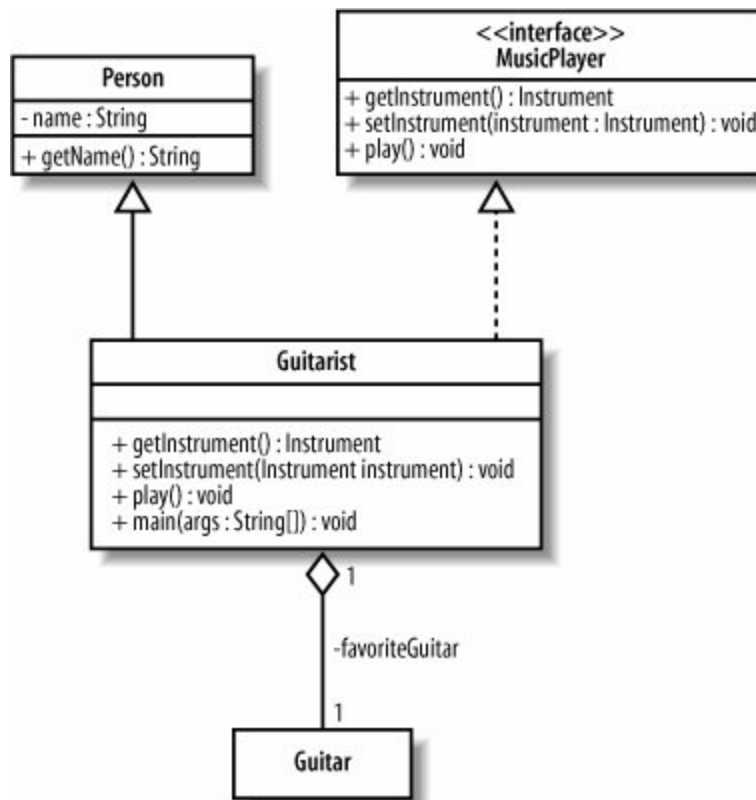 Person
- name : String
+ getName() : String
<<interface>>
MusicPlayer
+ getInstrument() : Instrument
+ setInstrument(instrument : Instrument) : void
+ play() : void
Guitarist
+ getInstrument() : Instrument
+ setInstrument(Instrument instrument) : void
+ play() : void
+ main(args : String[]) : void
1
-favoriteGuitar
1
Guitar